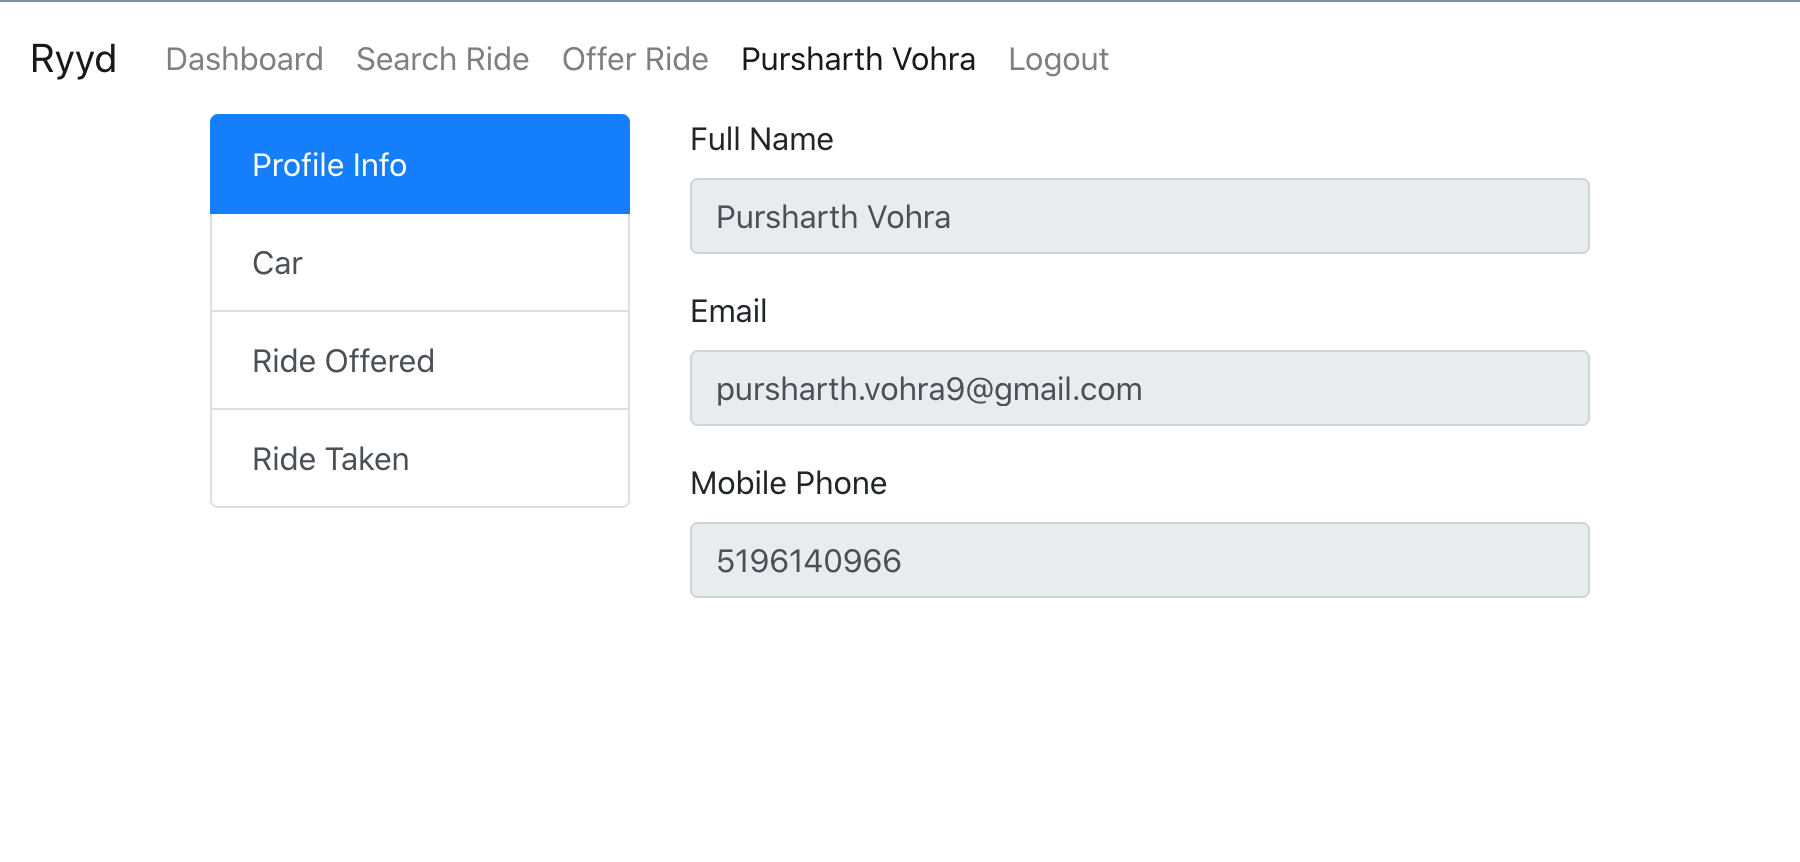 Ryyd Dashboard Search Ride Offer Ride Pursharth Vohra Logout
Profile Info
Car
Ride Offered
Ride Taken
Full Name
Pursharth Vohra
Email
pursharth.vohra9@gmail.com
Mobile Phone
5196140966